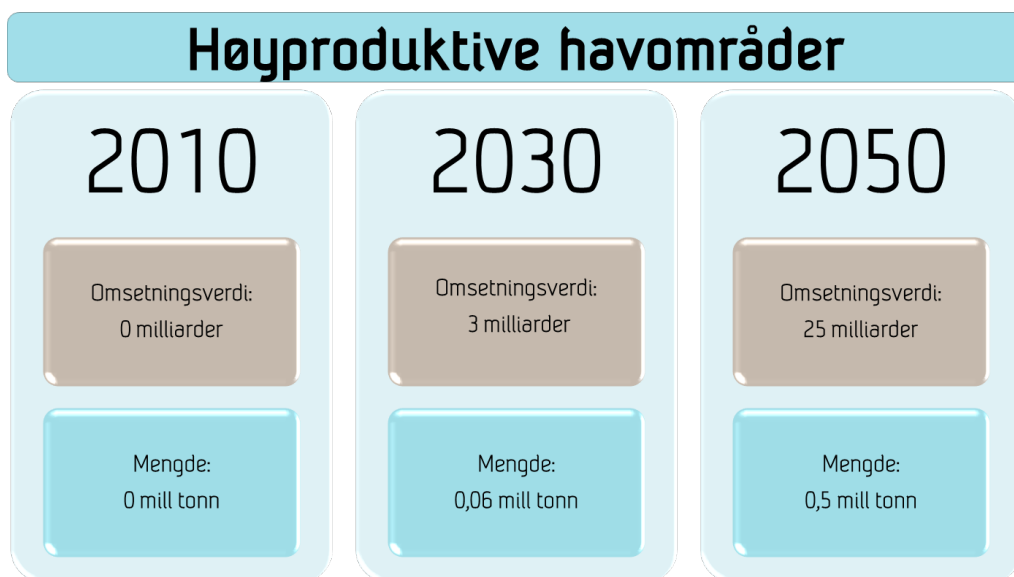 Høyproduktive havområder
2010
Omsetningsverdi:
0 milliarder
Mengde:
0 mill tonn
2030
Omsetningsverdi:
3 milliarder
Mengde:
0,06 mill tonn
2050
Omsetningsverdi:
25 milliarder
Mengde:
0,5 mill tonn